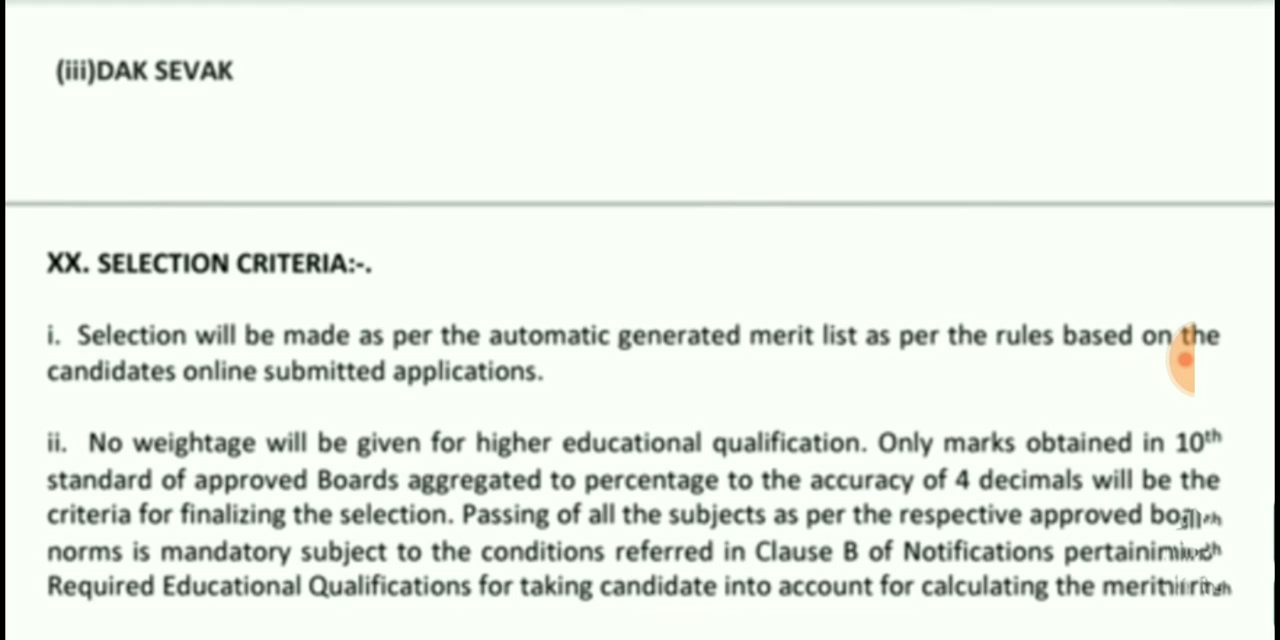 (iii)DAK SEVAK
XX. SELECTION CRITERIA:-.
i. Selection will be made as per the automatic generated merit list as per the rules based on the
candidates online submitted applications.
ii. No weightage will be given for higher educational qualification. Only marks obtained in 10th
standard of approved Boards aggregated to percentage to the accuracy of 4 decimals will be the
criteria for finalizing the selection. Passing of all the subjects as per the respective approved
norms is mandatory subject to the conditions referred in Clause B of Notifications
Required Educational Qualifications for taking candidate into account for calculating the